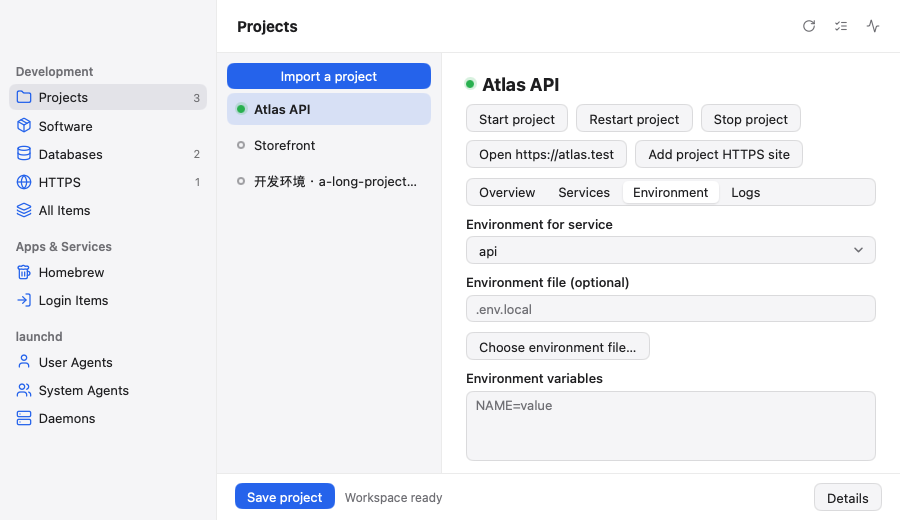 Projects
Development
Projects 3
Software
Databases 2
HTTPS 1
All Items
Apps & Services
Homebrew
Login Items
launchd
User Agents
System Agents
Daemons
Import a project
Atlas API
Storefront
开发环境 · a-long-project...
Atlas API
Start project Restart project Stop project
Open https://atlas.test Add project HTTPS site
Overview Services Environment Logs
Environment for service
api
Environment file (optional)
.env.local
Choose environment file...
Environment variables
NAME=value
Save project Workspace ready Details